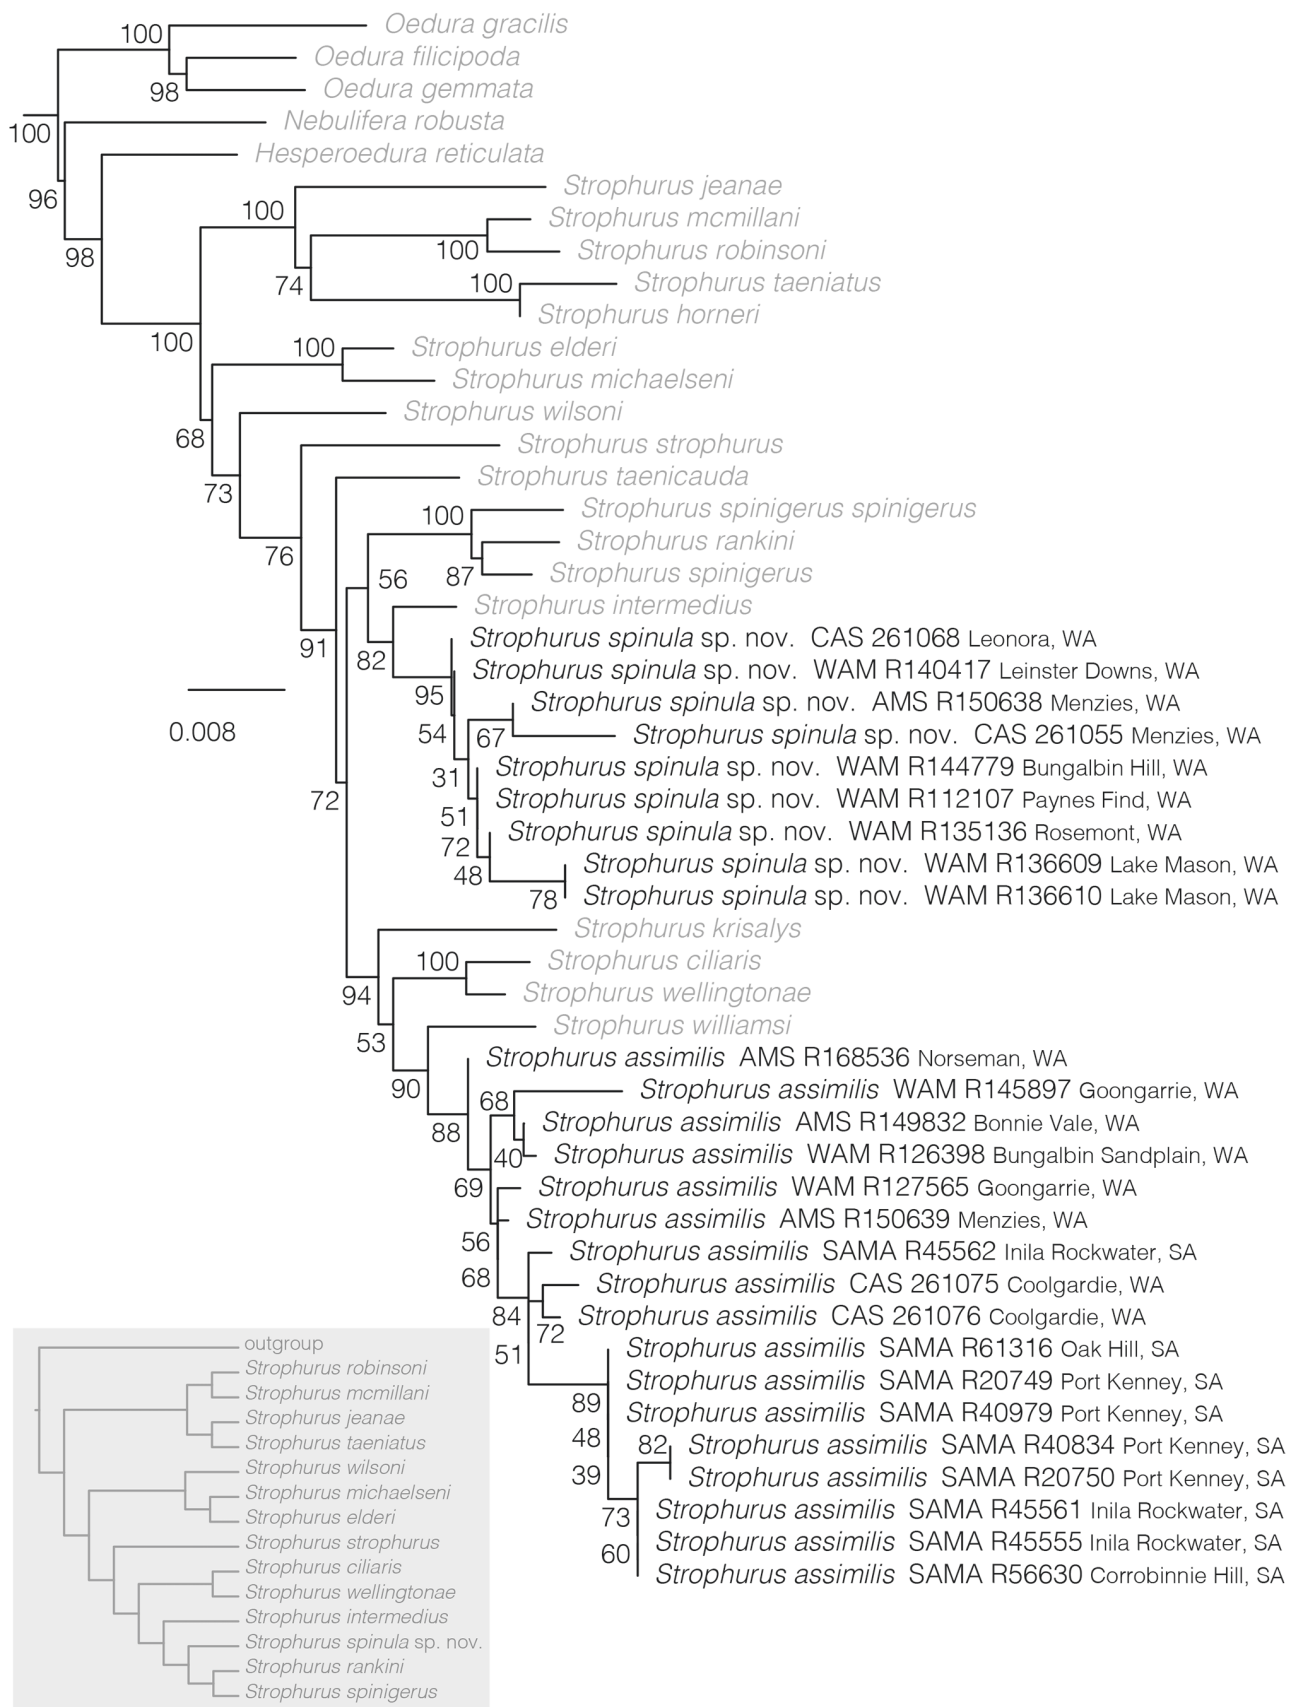 100
Oedura gracilis
Oedura filicipoda
98
Oedura gemmata
100
Nebulifera robusta
Hesperoedura reticulata
96
Strophurus jeanae
100
Strophurus mcmillani
98
100
Strophurus robinsoni
74
100
Strophurus taeniatus
Strophurus horneri
100
100
Strophurus elderi
Strophurus michaelseni
Strophurus wilsoni
68
Strophurus strophurus
73
Strophurus taenicauda
100
Strophurus spinigerus spinigerus
76
Strophurus rankini
56
87
Strophurus spinigerus
Strophurus intermedius
91
82
Strophurus spinula sp. nov. CAS 261068 Leonora, WA
Strophurus spinula sp. nov. WAM R140417 Leinster Downs, WA
95
Strophurus spinula sp. nov. AMS R150638 Menzies, WA
0.008
54
67
Strophurus spinula sp. nov. CAS 261055 Menzies, WA
31
Strophurus spinula sp. nov. WAM R144779 Bungalbin Hill, WA
72
Strophurus spinula sp. nov. WAM R112107 Paynes Find, WA
51
Strophurus spinula sp. nov. WAM R135136 Rosemont, WA
72
Strophurus spinula sp. nov. WAM R136609 Lake Mason, WA
48
78
Strophurus spinula sp. nov. WAM R136610 Lake Mason, WA
Strophurus krisalys
100
Strophurus ciliaris
94
Strophurus wellingtonae
Strophurus williamsi
53
Strophurus assimilis AMS R168536 Norseman, WA
90
Strophurus assimilis WAM R145897 Goongarrie, WA
68
Strophurus assimilis AMS R149832 Bonnie Vale, WA
88
40
Strophurus assimilis WAM R126398 Bungalbin Sandplain, WA
69
Strophurus assimilis WAM R127565 Goongarrie, WA
Strophurus assimilis AMS R150639 Menzies, WA
56
Strophurus assimilis SAMA R45562 Inila Rockwater, SA
68
Strophurus assimilis CAS 261075 Coolgardie, WA
84
Strophurus assimilis CAS 261076 Coolgardie, WA
72
51
Strophurus assimilis SAMA R61316 Oak Hill, SA
Strophurus assimilis SAMA R20749 Port Kenney, SA
89
Strophurus assimilis SAMA R40979 Port Kenney, SA
48
82
Strophurus assimilis SAMA R40834 Port Kenney, SA
39
Strophurus assimilis SAMA R20750 Port Kenney, SA
73
Strophurus assimilis SAMA R45561 Inila Rockwater, SA
Strophurus assimilis SAMA R45555 Inila Rockwater, SA
60
Strophurus assimilis SAMA R56630 Corrobinnie Hill, SA
outgroup
Strophurus robinsoni
Strophurus mcmillani
Strophurus jeanae
Strophurus taeniatus
Strophurus wilsoni
Strophurus michaelseni
Strophurus elderi
Strophurus strophurus
Strophurus ciliaris
Strophurus wellingtonae
Strophurus intermedius
Strophurus spinula sp. nov.
Strophurus rankini
Strophurus spinigerus